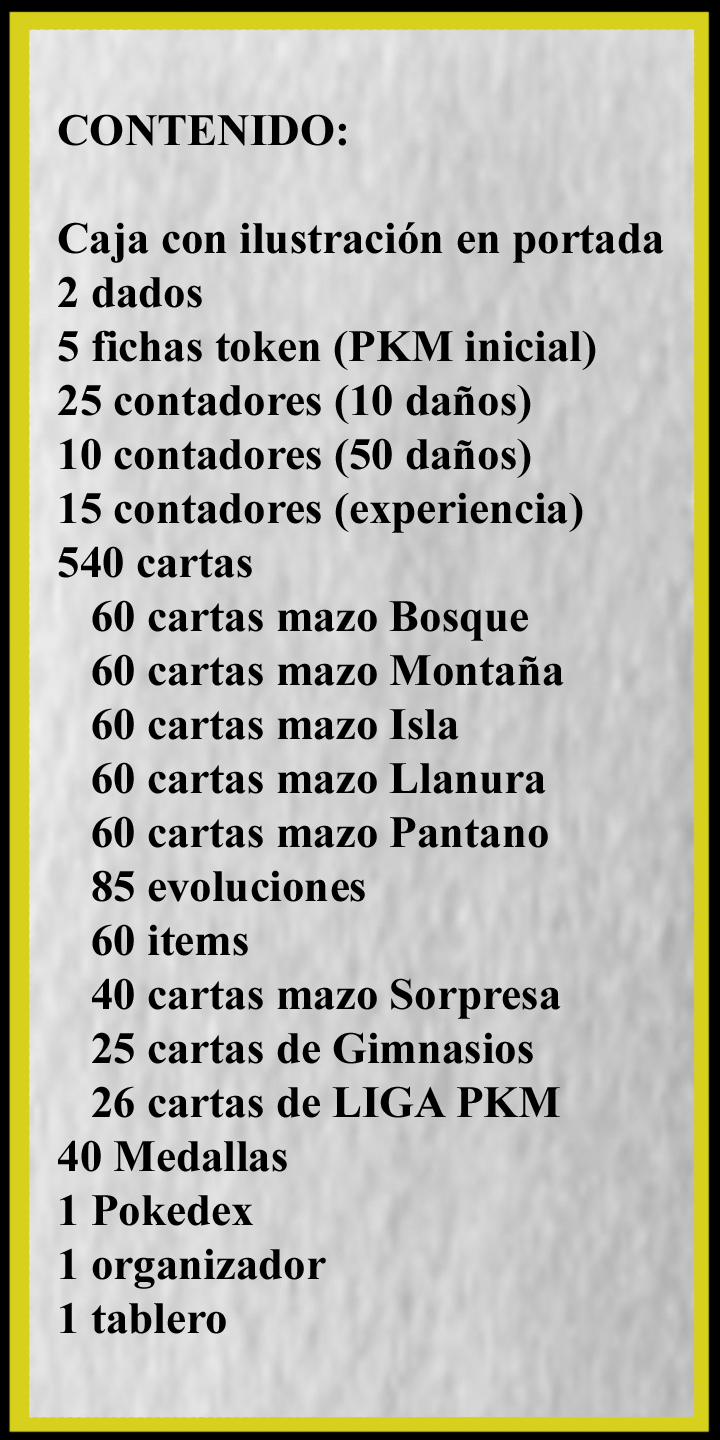 CONTENIDO:
Caja con ilustración en portada
2 dados
5 fichas token (PKM inicial)
25 contadores (10 daños)
10 contadores (50 daños)
15 contadores (experiencia)
540 cartas
60 cartas mazo Bosque
60 cartas mazo Montaña
60 cartas mazo Isla
60 cartas mazo Llanura
60 cartas mazo Pantano
85 evoluciones
60 items
40 cartas mazo Sorpresa
25 cartas de Gimnasios
26 cartas de LIGA PKM
40 Medallas
1 Pokedex
1 organizador
1 tablero